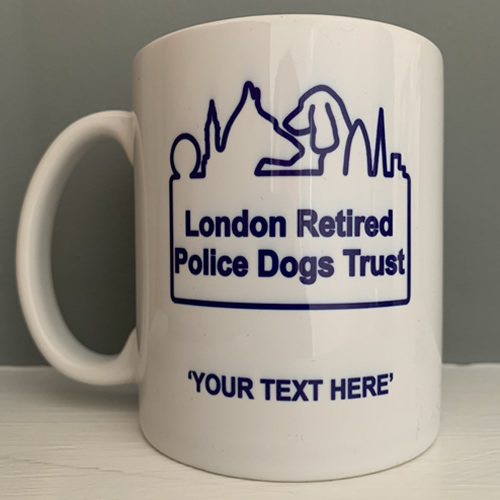 London Retired
Police Dogs Trust
‘YOUR TEXT HERE’